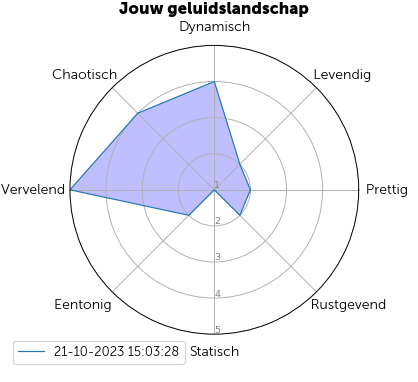 Jouw geluidslandschap
Dynamisch
Chaotisch
Levendig
Vervelend
1
Prettig
2
3
4
Eentonig
Rustgevend
5
21-10-2023 15:03:28
Statisch